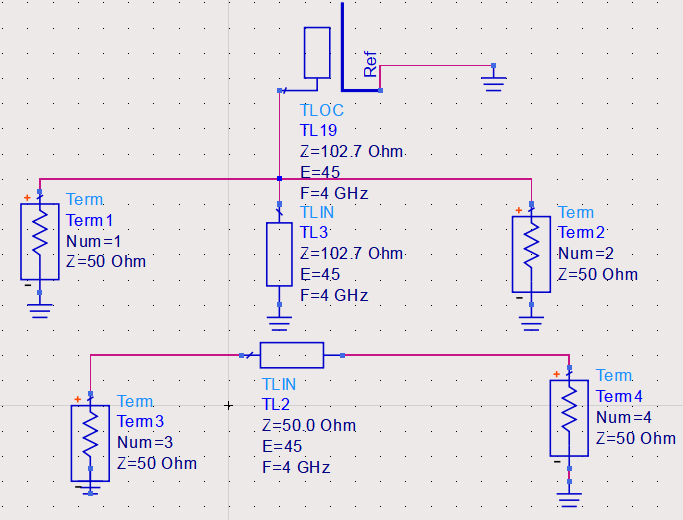 Ref
TLOC
TL19
Z=102.7 Ohm
E=45
F=4 GHz
Term
Term1
Num=1
Z=50 Ohm
TLIN
TL3
Z=102.7 Ohm
E=45
F=4 GHz
Term
Term2
Num=2
Z=50 Ohm
TLIN
TL2
Z=50.0 Ohm
E=45
F=4 GHz
Term
Term3
Num=3
Z=50 Ohm
Term
Term4
Num=4
Z=50 Ohm